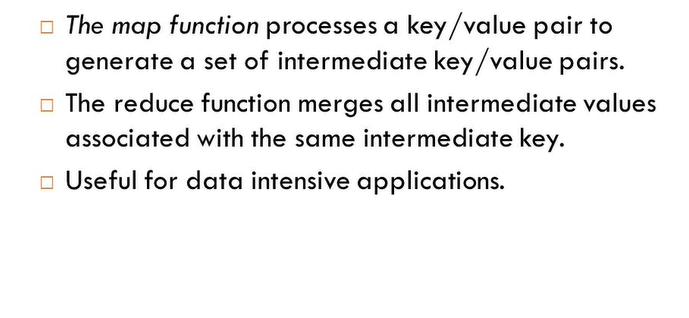 The map function processes a key/value pair to
generate a set of intermediate key/value pairs.
The reduce function merges all intermediate values
associated with the same intermediate key.
Useful for data intensive applications.